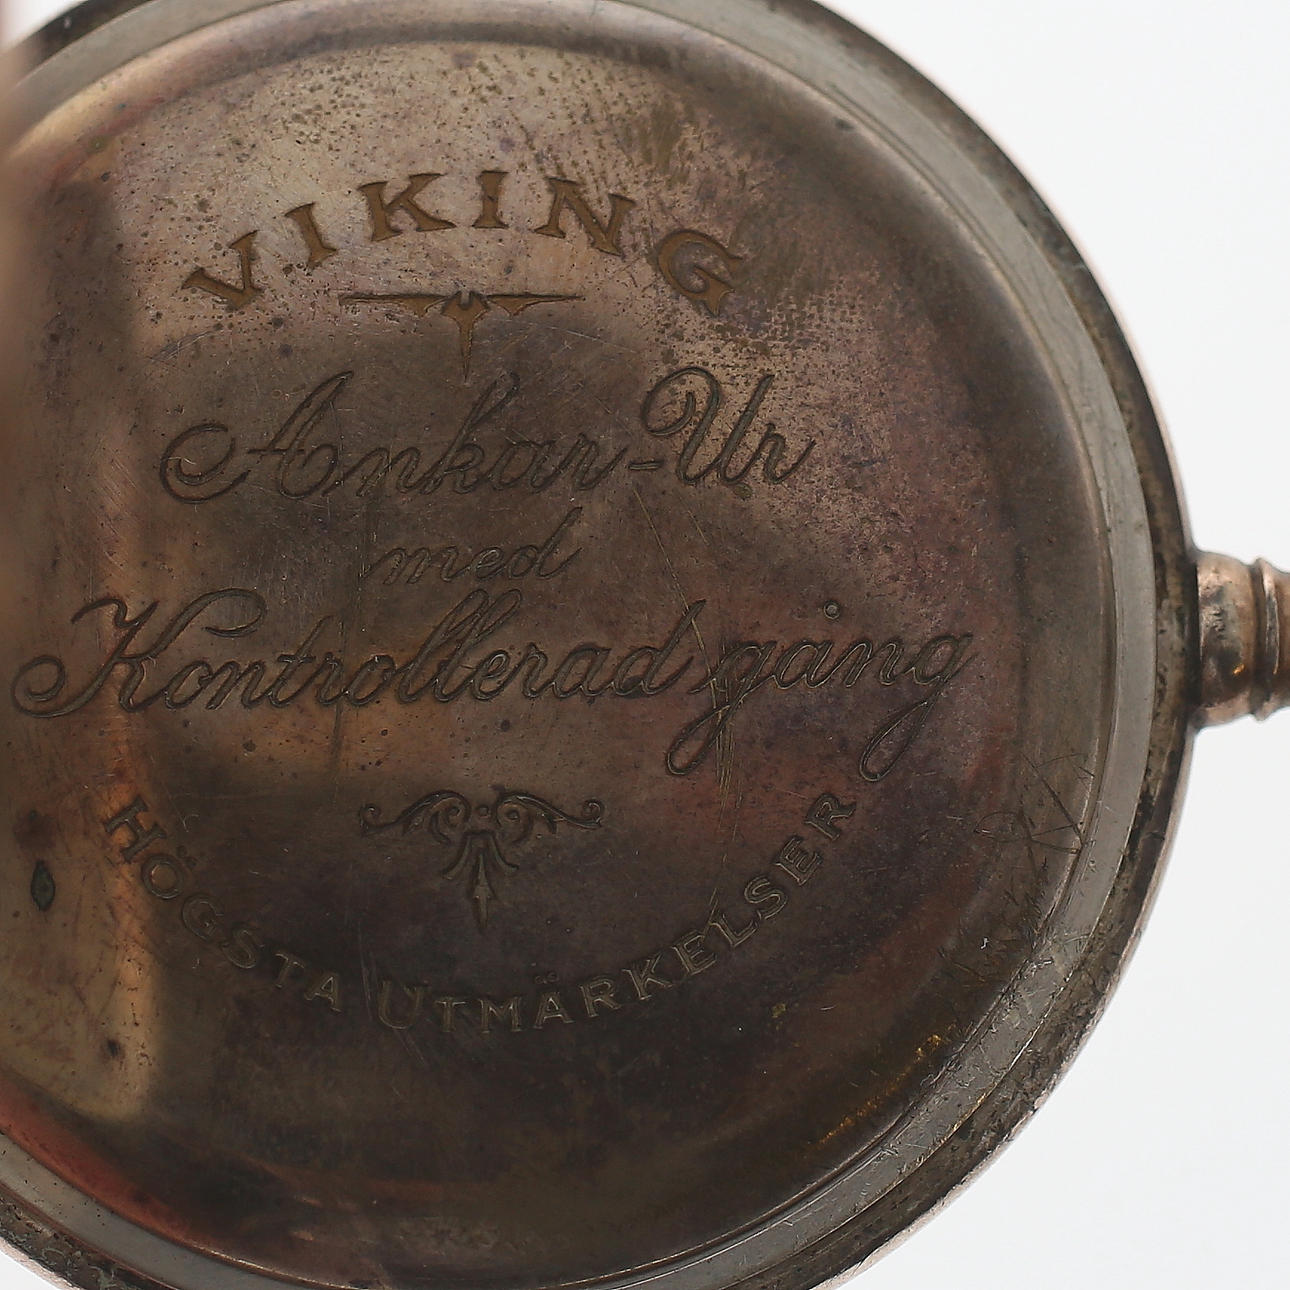 VIKING
Ankar-Ur
med
Kontrollerad gång
HÖGSTA UTMÄRKELSER